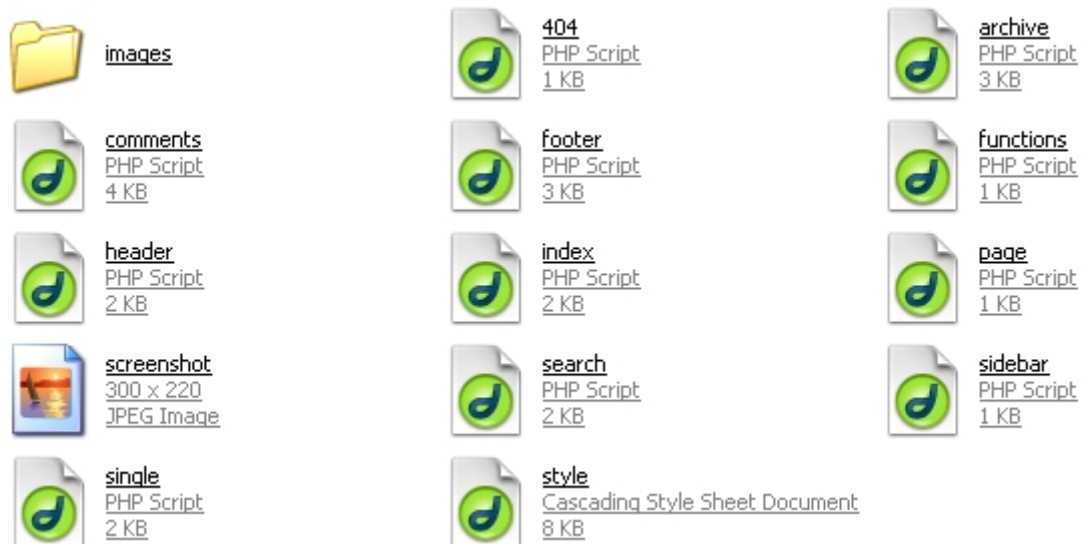 images
404
PHP Script
1 KB
archive
PHP Script
3 KB
comments
PHP Script
4 KB
footer
PHP Script
3 KB
functions
PHP Script
1 KB
header
PHP Script
2 KB
index
PHP Script
2 KB
page
PHP Script
1 KB
screenshot
300 x 220
JPEG Image
search
PHP Script
2 KB
sidebar
PHP Script
1 KB
single
PHP Script
2 KB
style
Cascading Style Sheet Document
8 KB